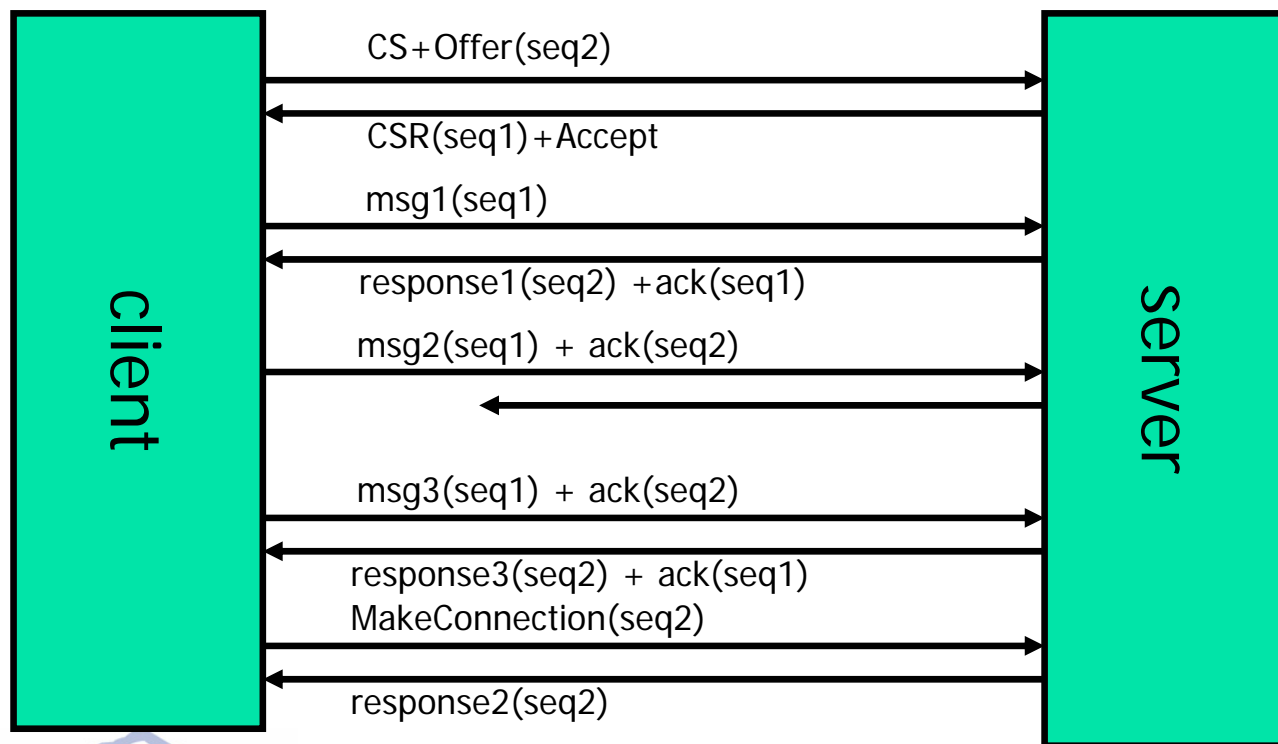 CS+Offer(seq2)
CSR(seq1)+Accept
msg1(seq1)
response1(seq2) +ack(seq1)
msg2(seq1) + ack(seq2)
msg3(seq1) + ack(seq2)
response3(seq2) + ack(seq1)
MakeConnection(seq2)
response2(seq2)
client
server